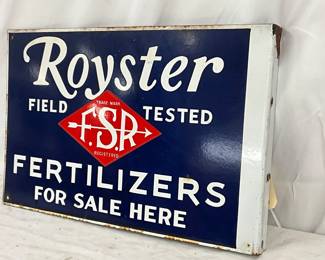 Royster
FIELD TESTED
TRADE MARK
F.S.R
REGISTERED
FERTILIZERS
FOR SALE HERE